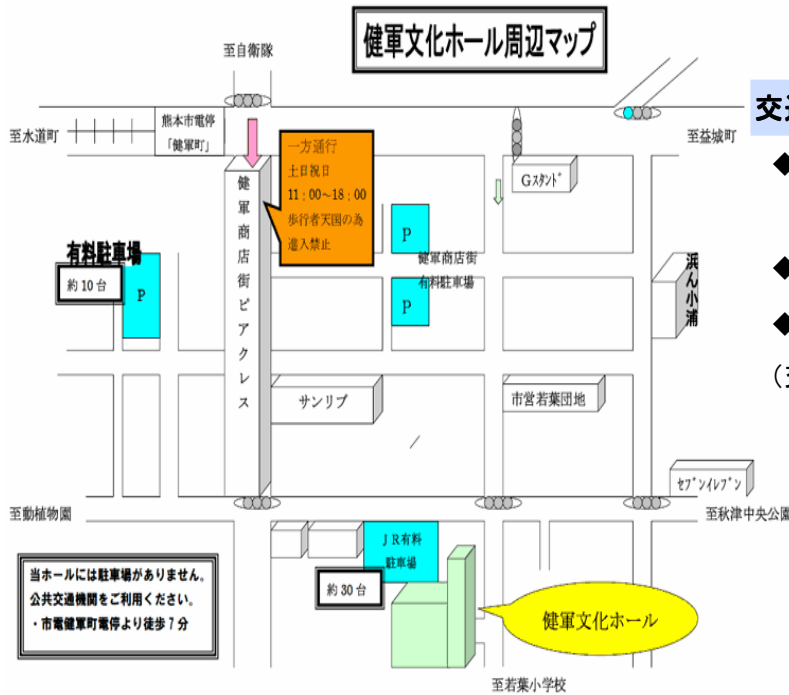 健軍文化ホール周辺マップ
至自衛隊
至水道町
熊本市電停
「健軍町」
至益城町
一方通行
土日祝日
11：00～18：00
歩行者天国の為
進入禁止
Gｽﾀﾝﾄﾞ
健軍商店街ピアクレス
有料駐車場
約10台
P
P
健軍商店街
有料駐車場
P
浜ん小浦
サンリブ
市営若葉団地
ｾﾌﾞﾝｲﾚﾌﾞﾝ
至動植物園
至秋津中央公園
JR有料
駐車場
約30台
当ホールには駐車場がありません。
公共交通機関をご利用ください。
・市電健軍町電停より徒歩7分
健軍文化ホール
至若葉小学校
◆
◆
◆